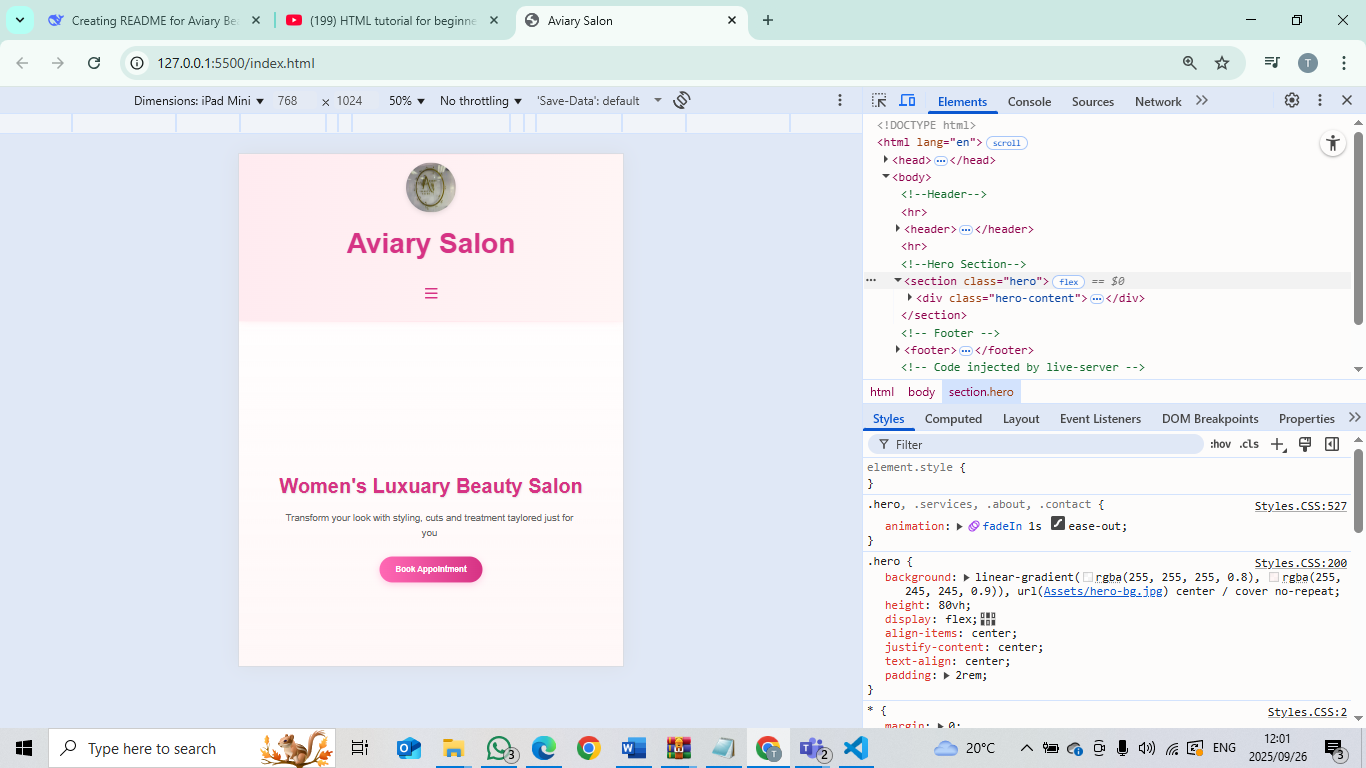 Creating README for Aviary Bea
(199) HTML tutorial for beginne
Aviary Salon
127.0.0.1:5500/index.html
T
Dimensions: iPad Mini
768
×
1024
50%
No throttling
'Save-Data': default
Elements
Console
Sources
Network
Aviary Salon
Women's Luxuary Beauty Salon
Transform your look with styling, cuts and treatment taylored just for
you
Book Appointment
<!DOCTYPE html>
<html lang="en"> scroll
<head> </head>
<body>
<!--Header-->
<hr>
<header> </header>
<hr>
<!--Hero Section-->
<section class="hero"> flex == $0
<div class="hero-content"> </div>
</section>
<!-- Footer -->
<footer> </footer>
<!-- Code injected by live-server -->
html body section.hero
Styles
Computed
Layout
Event Listeners
DOM Breakpoints
Properties
Filter
:hov
.cls
element.style {
}
.hero, .services, .about, .contact { Styles.CSS:527
animation: fadeIn 1s ease-out;
}
.hero { Styles.CSS:200
background: linear-gradient( rgba(255, 255, 255, 0.8), rgba(255,
245, 245, 0.9)), url(Assets/hero-bg.jpg) center / cover no-repeat;
height: 80vh;
display: flex;
align-items: center;
justify-content: center;
text-align: center;
padding: 2rem;
}
* { Styles.CSS:2
margin: 0;
Type here to search
3
T
2
20°C
ENG
12:01
2025/09/26
3